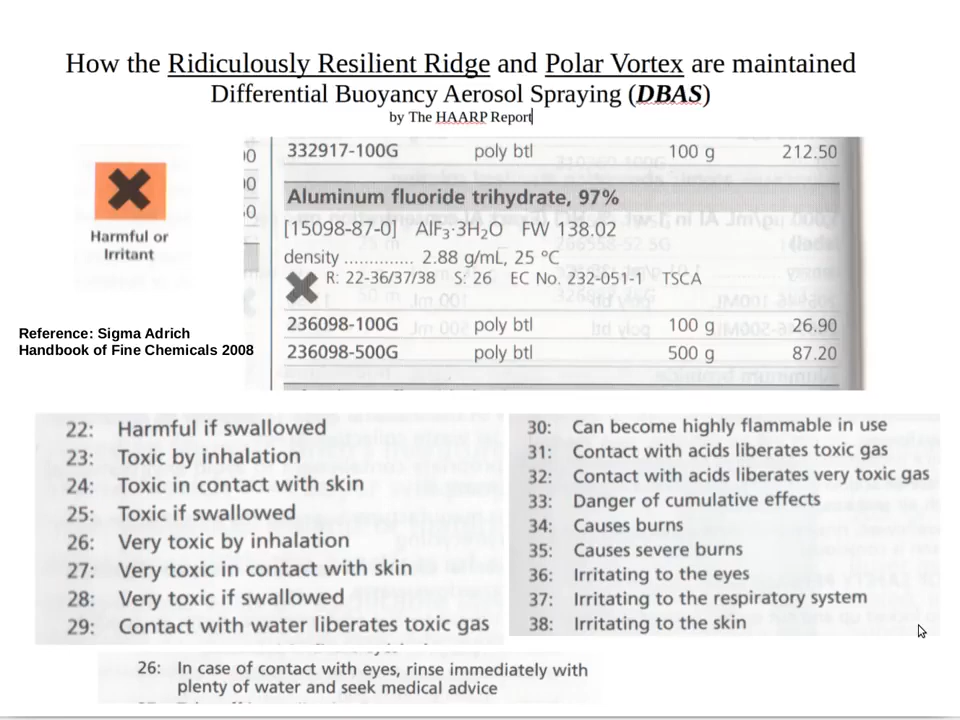 How the Ridiculously Resilient Ridge and Polar Vortex are maintained
Differential Buoyancy Aerosol Spraying (DBAS)
by The HAARP Report
Harmful or
Irritant
332917-100G poly btl 100 g 212.50
Aluminum fluoride trihydrate, 97%
[15098-87-0] AlF3·3H2O FW 138.02
density .............. 2.88 g/mL, 25 °C
R: 22-36/37/38 S: 26 EC No. 232-051-1 TSCA
236098-100G poly btl 100 g 26.90
236098-500G poly btl 500 g 87.20
Reference: Sigma Adrich
Handbook of Fine Chemicals 2008
22: Harmful if swallowed
23: Toxic by inhalation
24: Toxic in contact with skin
25: Toxic if swallowed
26: Very toxic by inhalation
27: Very toxic in contact with skin
28: Very toxic if swallowed
29: Contact with water liberates toxic gas
30: Can become highly flammable in use
31: Contact with acids liberates toxic gas
32: Contact with acids liberates very toxic gas
33: Danger of cumulative effects
34: Causes burns
35: Causes severe burns
36: Irritating to the eyes
37: Irritating to the respiratory system
38: Irritating to the skin
26: In case of contact with eyes, rinse immediately with
plenty of water and seek medical advice